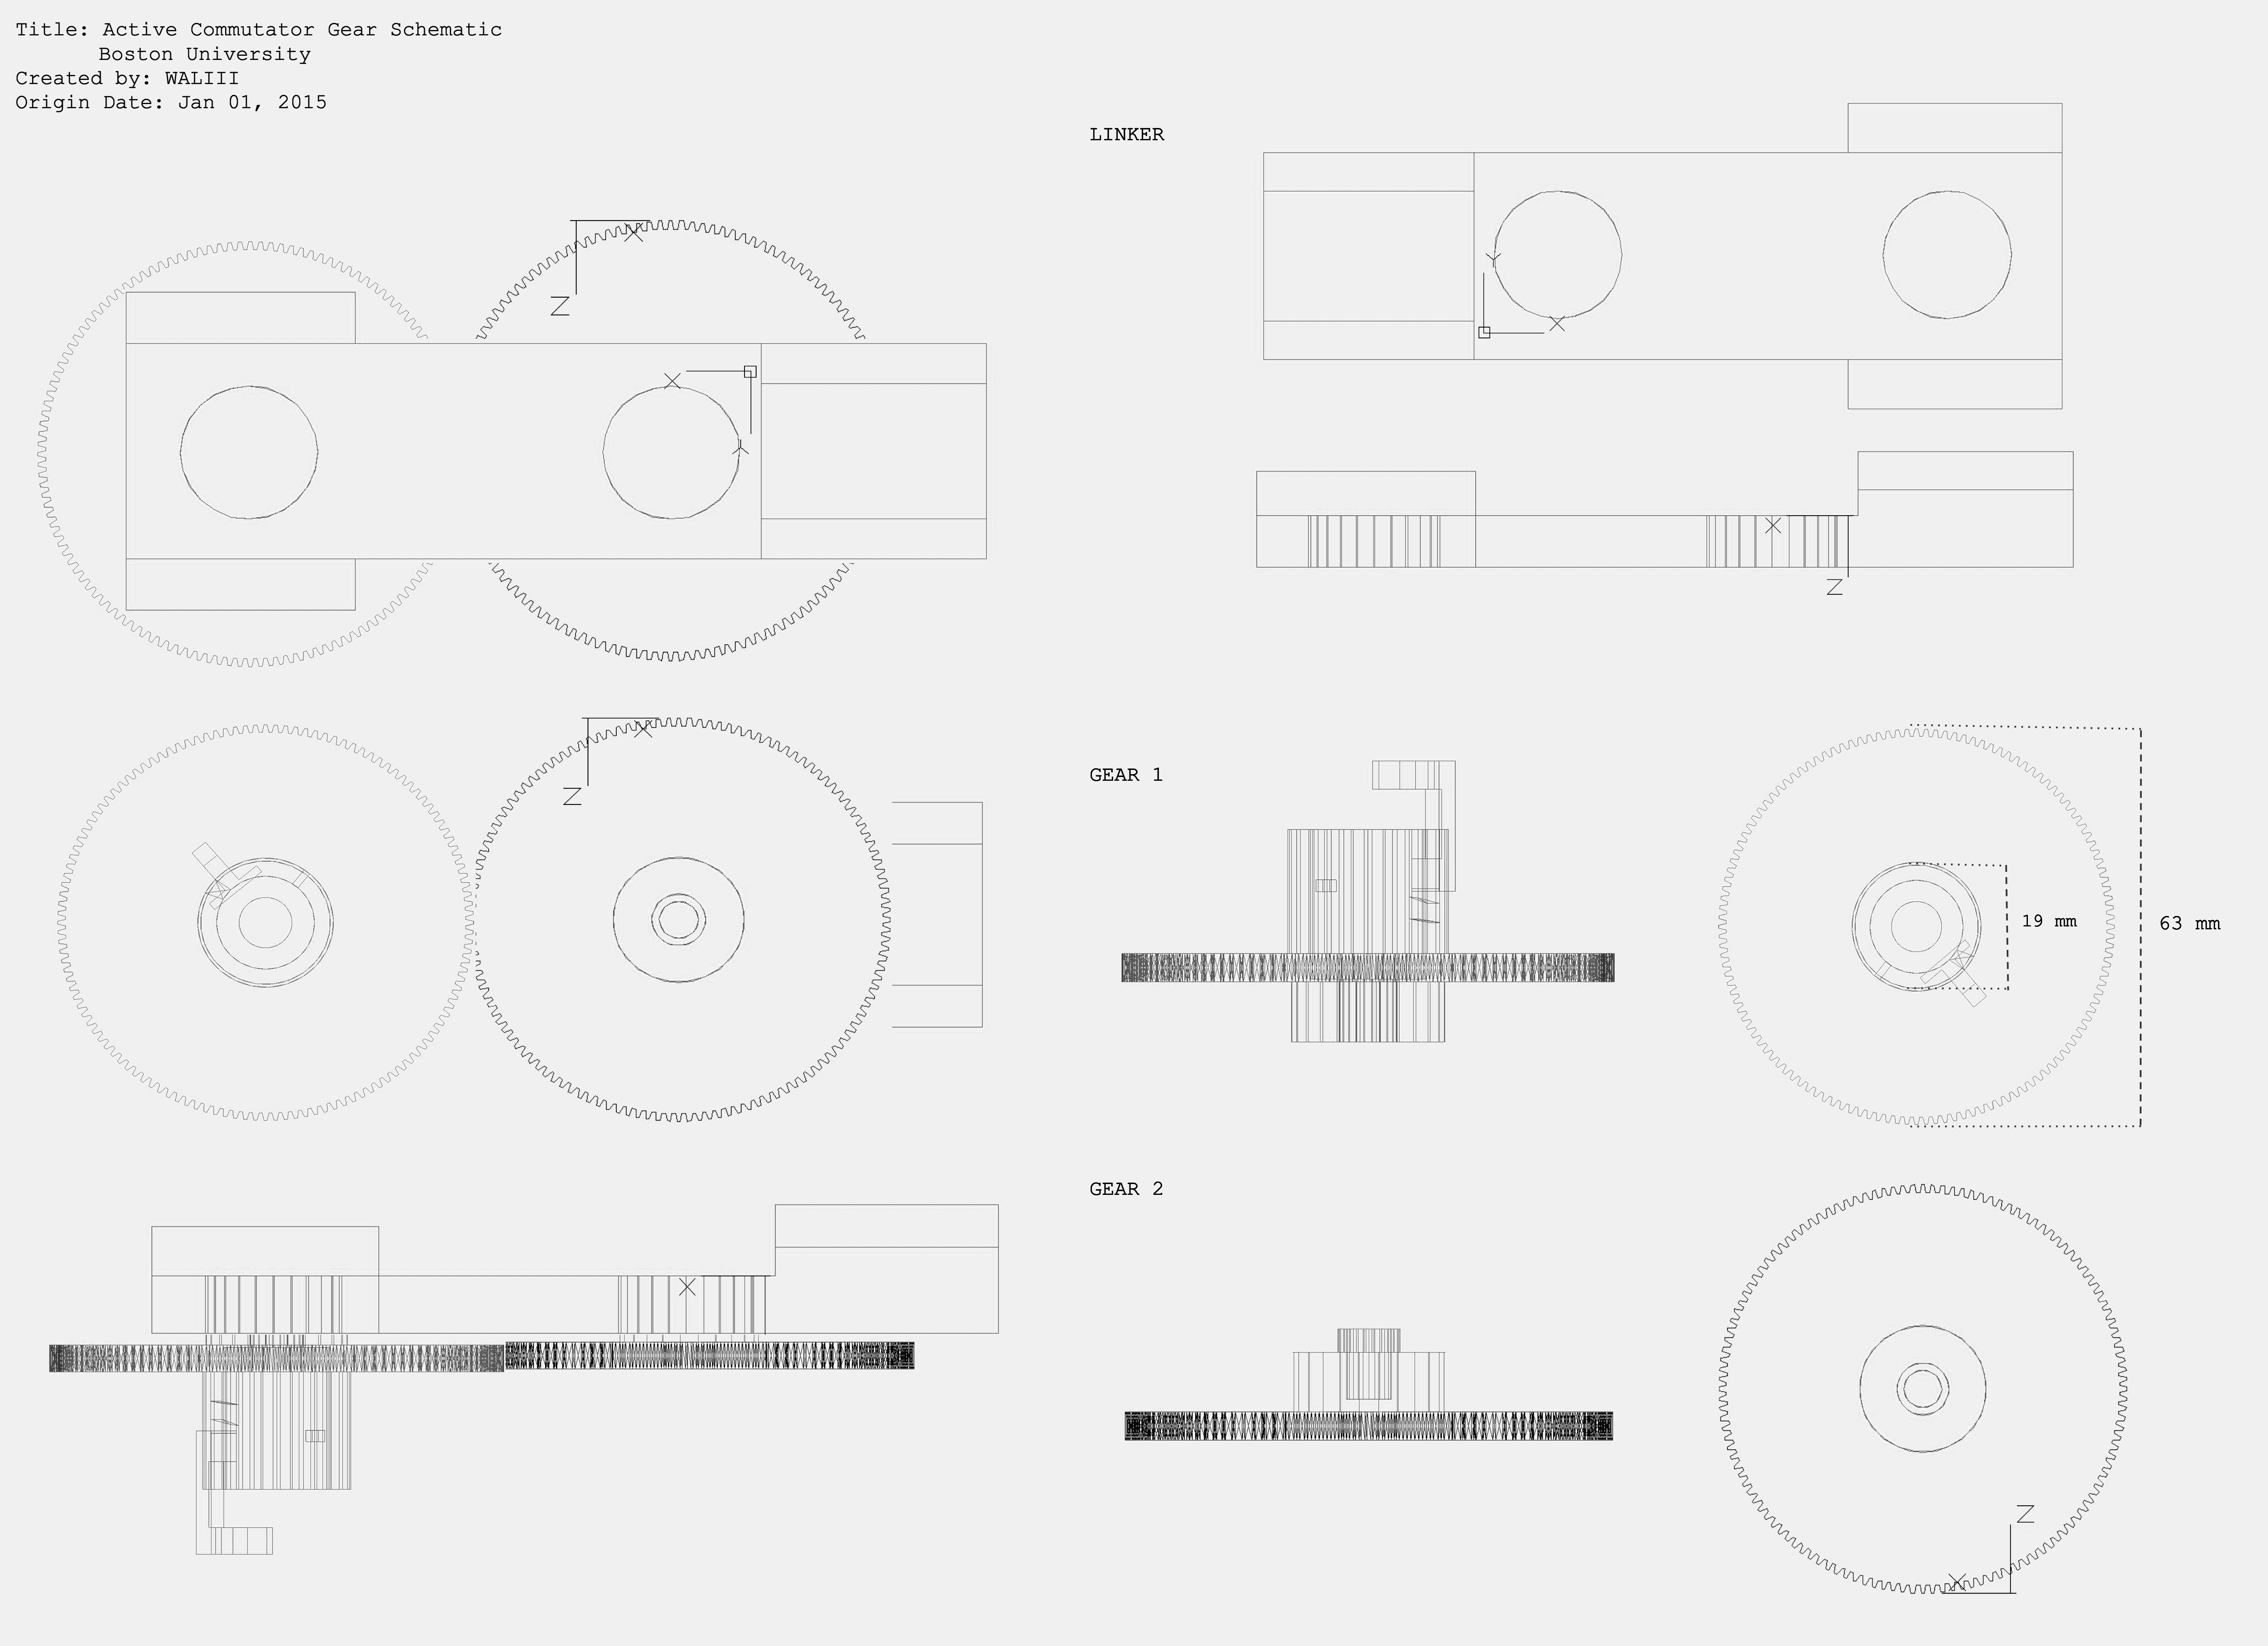 Title: Active Commutator Gear Schematic
Boston University
Created by: WALIII
Origin Date: Jan 01, 2015
LINKER
X
Z
X
Y
Y
X
X
Z
X
Z
GEAR 1
19 mm
63 mm
X
GEAR 2
Z
X